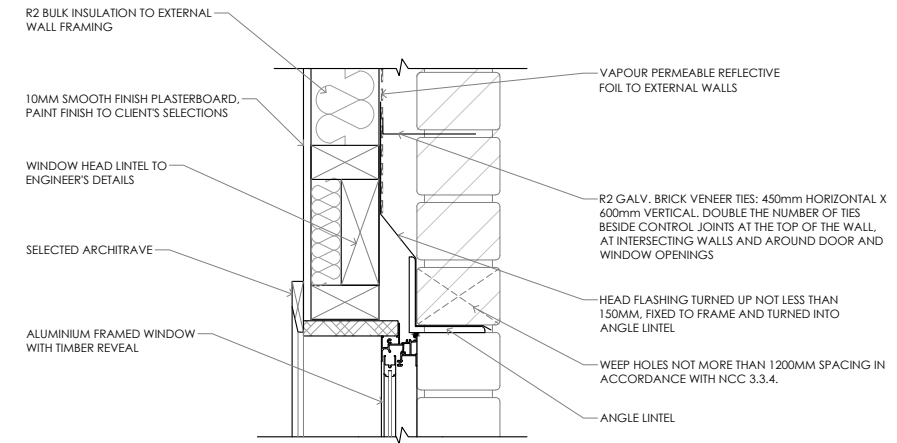 R2 BULK INSULATION TO EXTERNAL
WALL FRAMING
10MM SMOOTH FINISH PLASTERBOARD,
PAINT FINISH TO CLIENT'S SELECTIONS
WINDOW HEAD LINTEL TO
ENGINEER'S DETAILS
SELECTED ARCHITRAVE
ALUMINIUM FRAMED WINDOW
WITH TIMBER REVEAL
VAPOUR PERMEABLE REFLECTIVE
FOIL TO EXTERNAL WALLS
R2 GALV. BRICK VENEER TIES: 450mm HORIZONTAL X
600mm VERTICAL. DOUBLE THE NUMBER OF TIES
BESIDE CONTROL JOINTS AT THE TOP OF THE WALL,
AT INTERSECTING WALLS AND AROUND DOOR AND
WINDOW OPENINGS
HEAD FLASHING TURNED UP NOT LESS THAN
150MM, FIXED TO FRAME AND TURNED INTO
ANGLE LINTEL
WEEP HOLES NOT MORE THAN 1200MM SPACING IN
ACCORDANCE WITH NCC 3.3.4.
ANGLE LINTEL